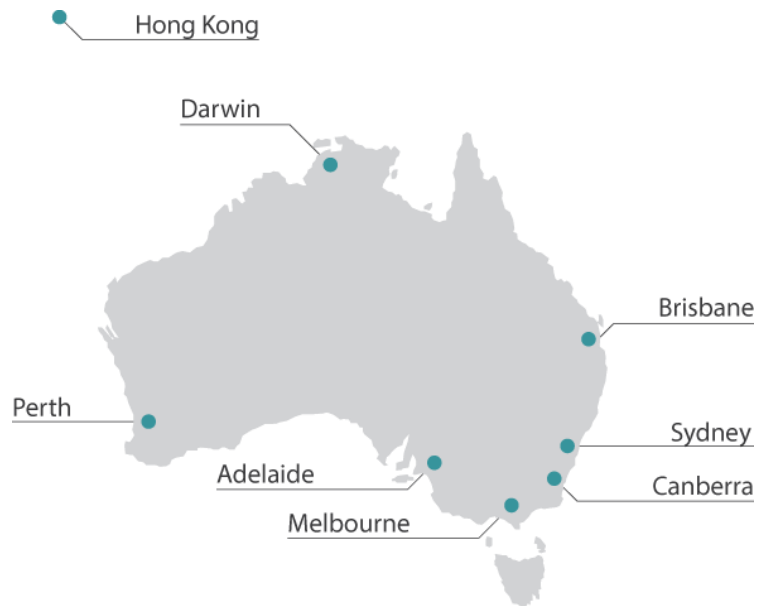 Hong Kong
Darwin
Brisbane
Perth
Sydney
Adelaide
Canberra
Melbourne